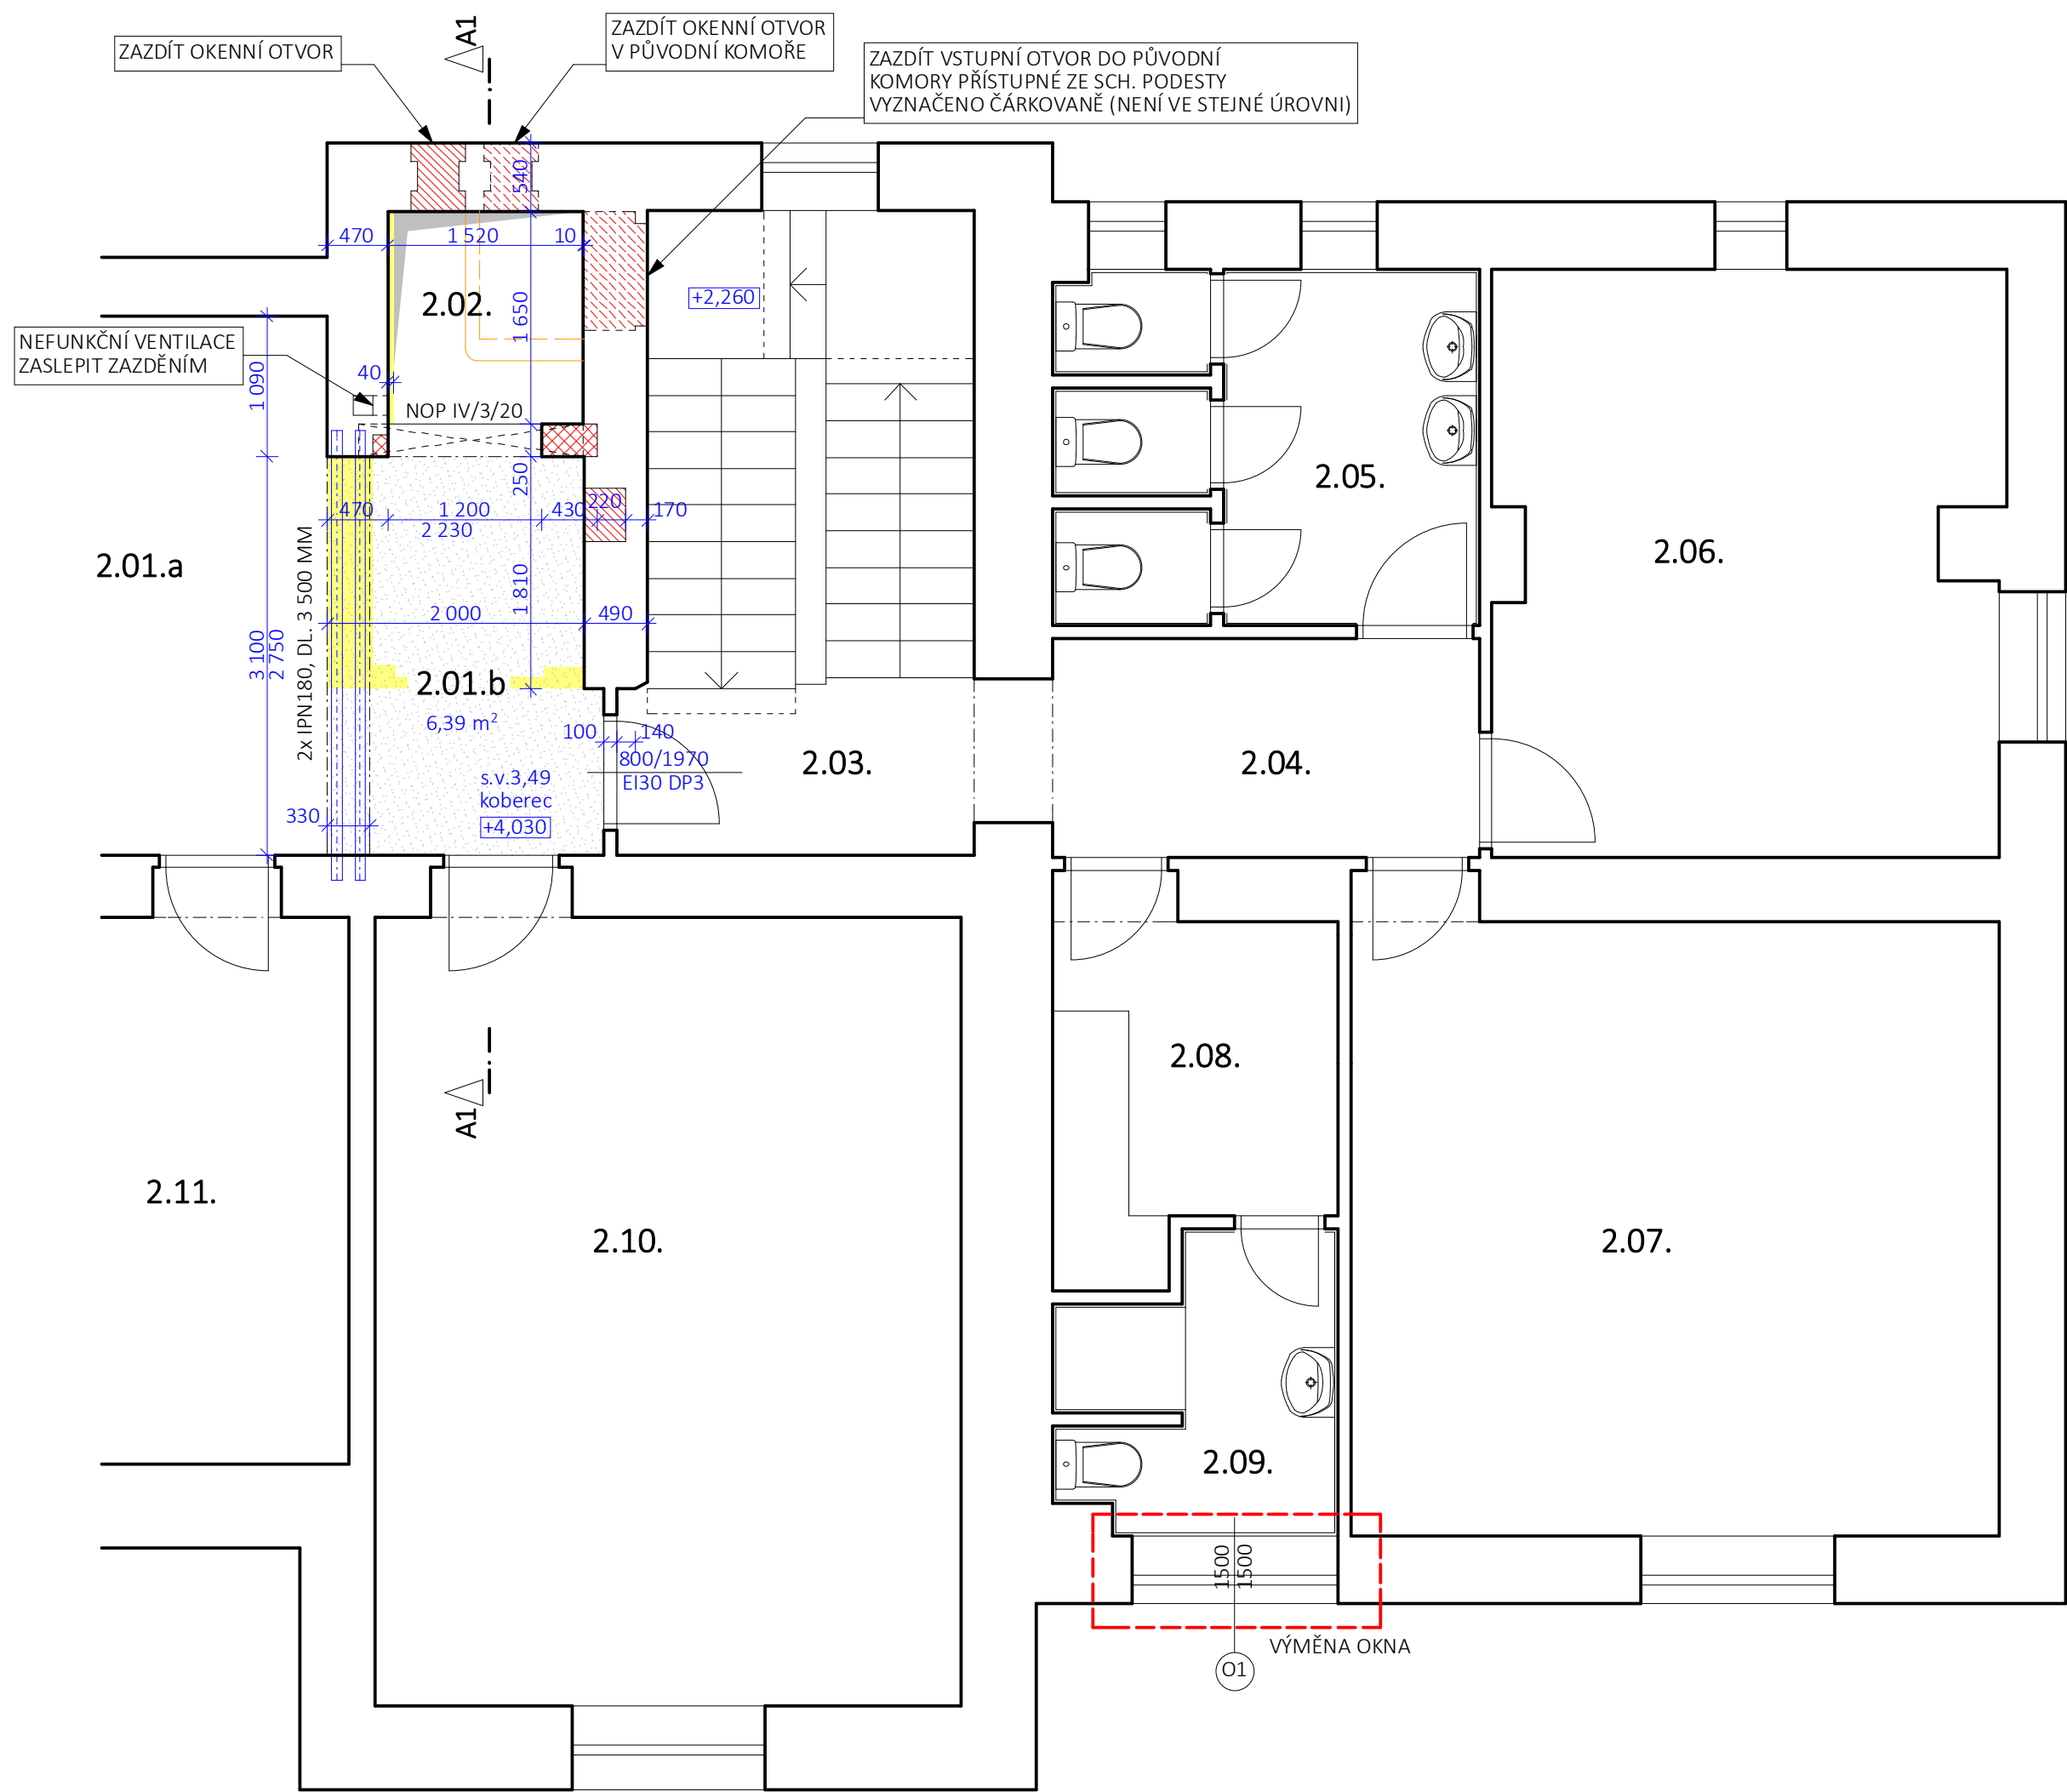 A1
ZAZDÍT OKENNÍ OTVOR
ZAZDÍT OKENNÍ OTVOR
V PŮVODNÍ KOMOŘE
ZAZDÍT VSTUPNÍ OTVOR DO PŮVODNÍ
KOMORY PŘÍSTUPNÉ ZE SCH. PODESTY
VYZNAČENO ČÁRKOVANĚ (NENÍ VE STEJNÉ ÚROVNI)
540
470
1 520
10
2.02.
+2,260
1 650
NEFUNKČNÍ VENTILACE
ZASLEPIT ZAZDĚNÍM
40
1 090
NOP IV/3/20
250
2.05.
470
1 200
430
220
170
2 230
2.01.a
2.06.
2x IPN180, DL. 3 500 MM
1 810
2 000
490
3 100
2 750
2.01.b
6,39 m²
100
140
800/1970
EI30 DP3
2.03.
2.04.
s.v.3,49
koberec
+4,030
330
2.08.
A1
2.11.
2.10.
2.07.
2.09.
1500
1500
VÝMĚNA OKNA
O1